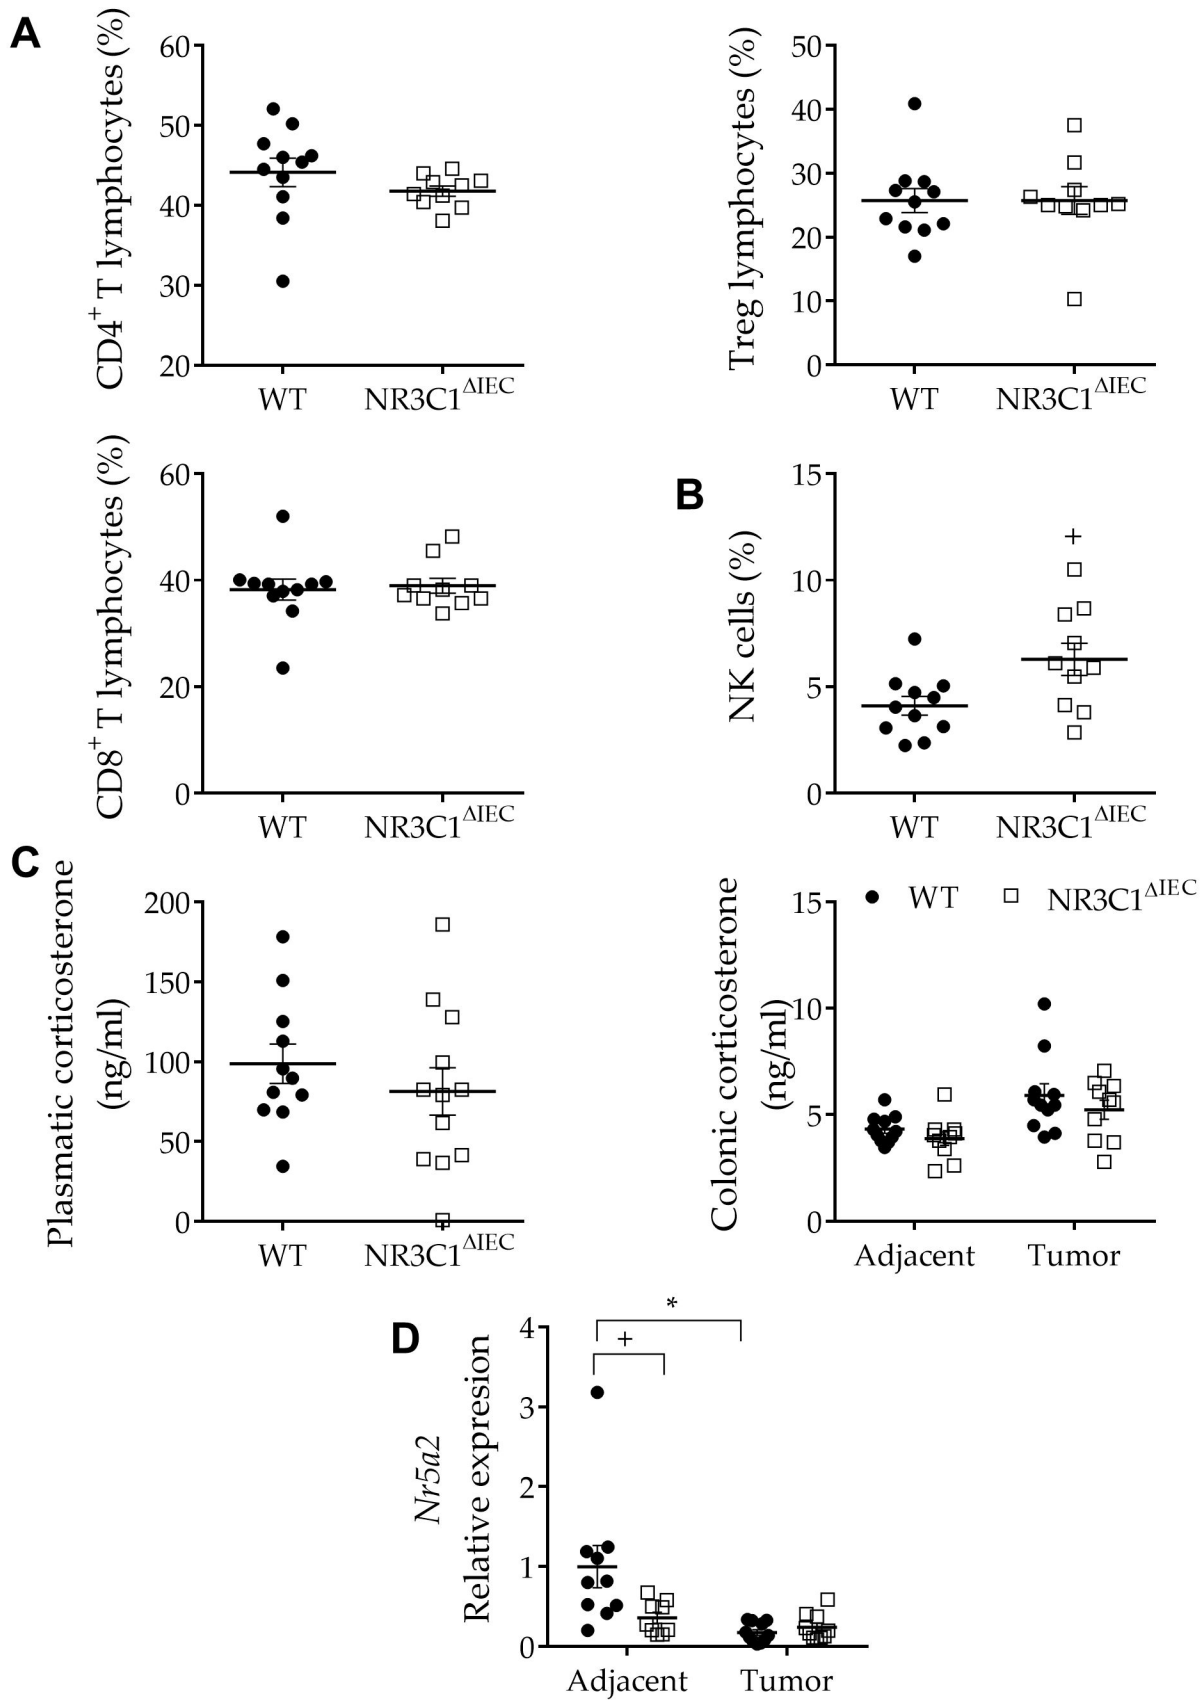 A
CD4+ T lymphocytes (%)
60
50
40
30
20
WT
NR3C1ΔIEC
Treg lymphocytes (%)
50
40
30
20
10
0
WT
NR3C1ΔIEC
CD8+ T lymphocytes (%)
60
40
20
0
WT
NR3C1ΔIEC
B
NK cells (%)
15
10
5
0
+
WT
NR3C1ΔIEC
C
Plasmatic corticosterone
(ng/ml)
200
150
100
50
0
WT
NR3C1ΔIEC
Colonic corticosterone
(ng/ml)
15
10
5
0
WT
NR3C1ΔIEC
Adjacent
Tumor
D
Nr5a2
Relative expresion
4
3
2
1
0
*
+
Adjacent
Tumor